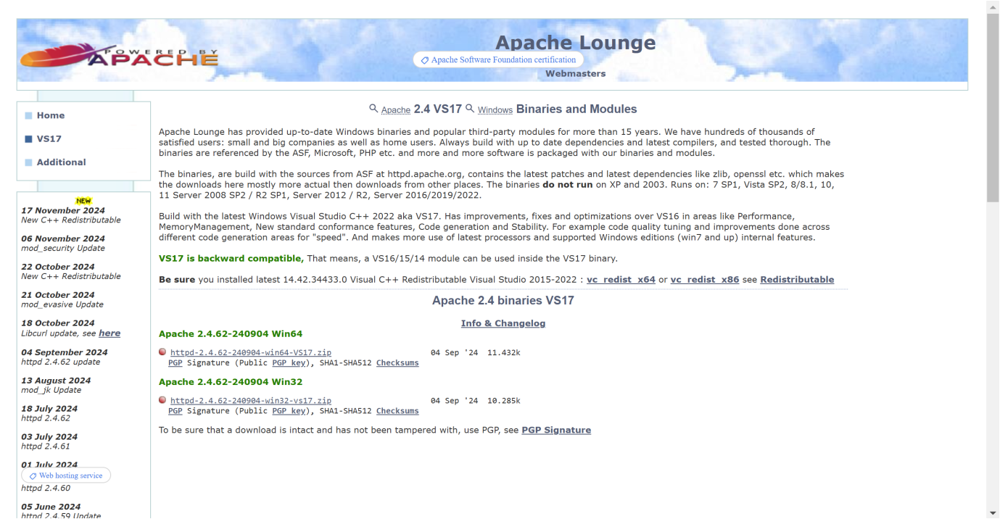 POWERED BY
APACHE
Apache Lounge
Apache Software Foundation certification
Webmasters
Home
VS17
Additional
NEW
17 November 2024
New C++ Redistributable
06 November 2024
mod_security Update
22 October 2024
New C++ Redistributable
21 October 2024
mod_evasive Update
18 October 2024
Libcurl update, see here
04 September 2024
httpd 2.4.62 update
13 August 2024
mod_jk Update
18 July 2024
httpd 2.4.62
03 July 2024
httpd 2.4.61
01 July 2024
Web hosting service
httpd 2.4.60
05 June 2024
httpd 2.4.59 Update
Apache 2.4 VS17 Windows Binaries and Modules
Apache Lounge has provided up-to-date Windows binaries and popular third-party modules for more than 15 years. We have hundreds of thousands of
satisfied users: small and big companies as well as home users. Always build with up to date dependencies and latest compilers, and tested thorough. The
binaries are referenced by the ASF, Microsoft, PHP etc. and more and more software is packaged with our binaries and modules.
The binaries, are build with the sources from ASF at httpd.apache.org, contains the latest patches and latest dependencies like zlib, openssl etc. which makes
the downloads here mostly more actual then downloads from other places. The binaries do not run on XP and 2003. Runs on: 7 SP1, Vista SP2, 8/8.1, 10,
11 Server 2008 SP2 / R2 SP1, Server 2012 / R2, Server 2016/2019/2022.
Build with the latest Windows Visual Studio C++ 2022 aka VS17. Has improvements, fixes and optimizations over VS16 in areas like Performance,
MemoryManagement, New standard conformance features, Code generation and Stability. For example code quality tuning and improvements done across
different code generation areas for "speed". And makes more use of latest processors and supported Windows editions (win7 and up) internal features.
VS17 is backward compatible, That means, a VS16/15/14 module can be used inside the VS17 binary.
Be sure you installed latest 14.42.34433.0 Visual C++ Redistributable Visual Studio 2015-2022 : vc_redist_x64 or vc_redist_x86 see Redistributable
Apache 2.4 binaries VS17
Info & Changelog
Apache 2.4.62-240904 Win64
httpd-2.4.62-240904-win64-VS17.zip 04 Sep '24 11.432k
PGP Signature (Public PGP key), SHA1-SHA512 Checksums
Apache 2.4.62-240904 Win32
httpd-2.4.62-240904-win32-vs17.zip 04 Sep '24 10.285k
PGP Signature (Public PGP key), SHA1-SHA512 Checksums
To be sure that a download is intact and has not been tampered with, use PGP, see PGP Signature